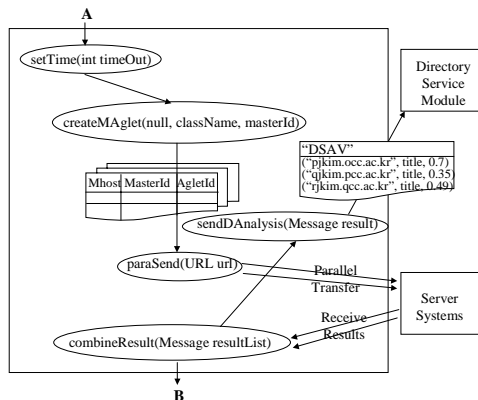 A
setTime(int timeOut)
Directory
Service
Module
createMAglet(null, className, masterId)
"DSAV"
("pjkim.occ.ac.kr", title, 0.7)
("qjkim.pcc.ac.kr", title, 0.35)
("rjkim.qcc.ac.kr", title, 0.49)
Mhost MasterId AgletId
sendDAnalysis(Message result)
paraSend(URL url)
Parallel
Transfer
Server
Systems
Receive
Results
combineResult(Message resultList)
B